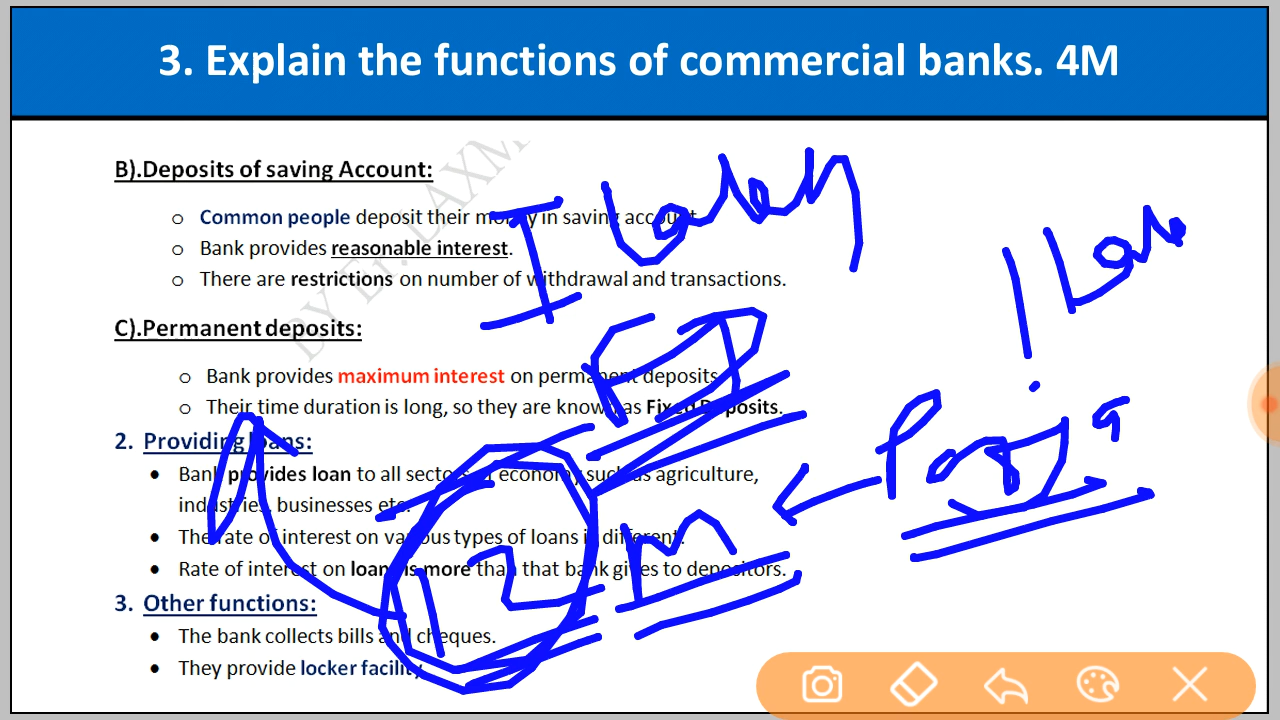 3. Explain the functions of commercial banks. 4M
B).Deposits of saving Account:
o Common people deposit their money in saving account
o Bank provides reasonable interest.
o There are restrictions on number of withdrawal and transactions.
C).Permanent deposits:
o Bank provides maximum interest on permanent deposits
o Their time duration is long, so they are known as Fixed Deposits.
2. Providing loans:
• Bank provides loan to all sectors of economy such as agriculture,
industries, businesses etc.
• The rate of interest on various types of loans is different.
• Rate of interest on loans is more than that bank gives to depositors.
3. Other functions:
• The bank collects bills and cheques.
• They provide locker facility
12 m